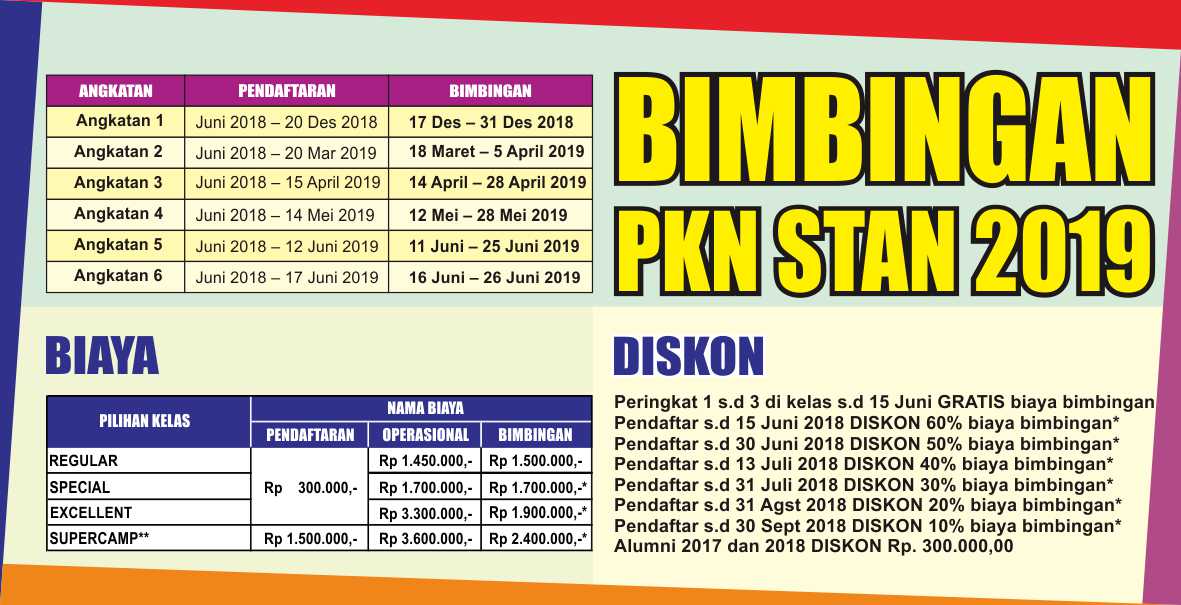 ANGKATAN PENDAFTARAN BIMBINGAN
Angkatan 1 Juni 2018 – 20 Des 2018 17 Des – 31 Des 2018
Angkatan 2 Juni 2018 – 20 Mar 2019 18 Maret – 5 April 2019
Angkatan 3 Juni 2018 – 15 April 2019 14 April – 28 April 2019
Angkatan 4 Juni 2018 – 14 Mei 2019 12 Mei – 28 Mei 2019
Angkatan 5 Juni 2018 – 12 Juni 2019 11 Juni – 25 Juni 2019
Angkatan 6 Juni 2018 – 17 Juni 2019 16 Juni – 26 Juni 2019
BIMBINGAN
PKN STAN 2019
BIAYA
PILIHAN KELAS NAMA BIAYA
PENDAFTARAN OPERASIONAL BIMBINGAN
REGULAR Rp 1.450.000,- Rp 1.500.000,-
SPECIAL Rp 300.000,- Rp 1.700.000,- Rp 1.700.000,-*
EXCELLENT Rp 3.300.000,- Rp 1.900.000,-*
SUPERCAMP** Rp 1.500.000,- Rp 3.600.000,- Rp 2.400.000,-*
DISKON
Peringkat 1 s.d 3 di kelas s.d 15 Juni GRATIS biaya bimbingan
Pendaftar s.d 15 Juni 2018 DISKON 60% biaya bimbingan*
Pendaftar s.d 30 Juni 2018 DISKON 50% biaya bimbingan*
Pendaftar s.d 13 Juli 2018 DISKON 40% biaya bimbingan*
Pendaftar s.d 31 Juli 2018 DISKON 30% biaya bimbingan*
Pendaftar s.d 31 Agst 2018 DISKON 20% biaya bimbingan*
Pendaftar s.d 30 Sept 2018 DISKON 10% biaya bimbingan*
Alumni 2017 dan 2018 DISKON Rp. 300.000,00